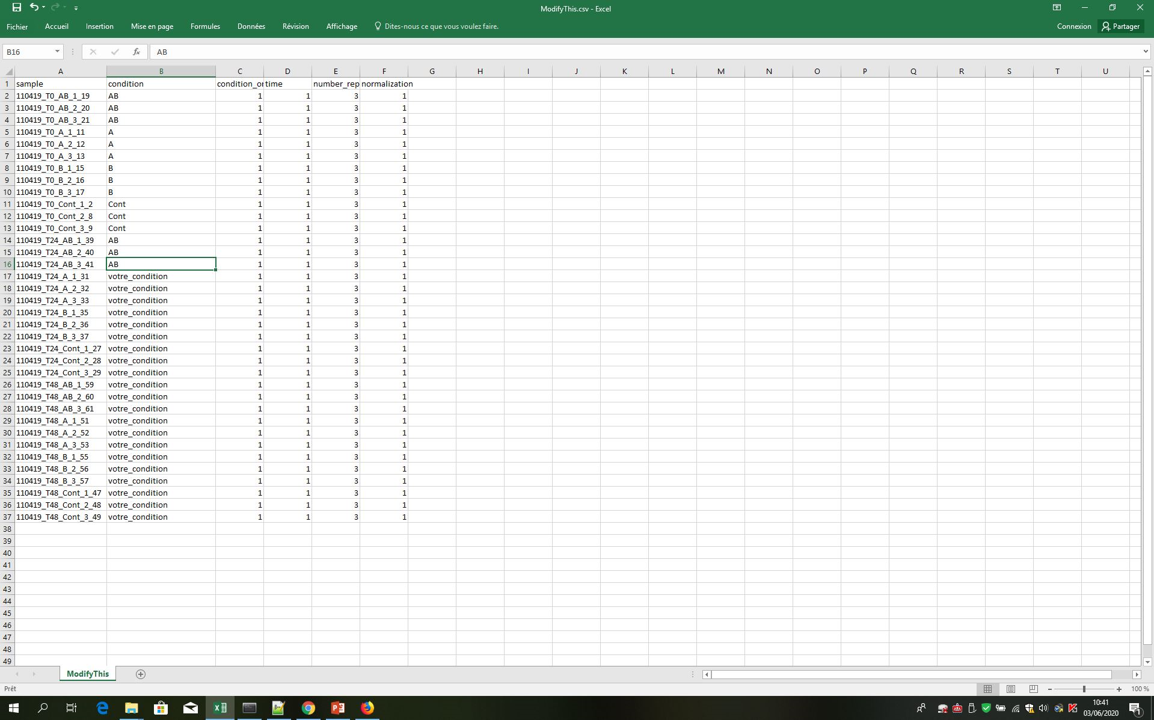 ModifyThis.csv - Excel
Fichier Accueil Insertion Mise en page Formules Données Révision Affichage Dites-nous ce que vous voulez faire. Connexion Partager
B16 fx AB
A B C D E F G H I J K L M N O P Q R S T U
1 sample condition condition_or time number_rep normalization
2 110419_T0_AB_1_19 AB 1 1 3 1
3 110419_T0_AB_2_20 AB 1 1 3 1
4 110419_T0_AB_3_21 AB 1 1 3 1
5 110419_T0_A_1_11 A 1 1 3 1
6 110419_T0_A_2_12 A 1 1 3 1
7 110419_T0_A_3_13 A 1 1 3 1
8 110419_T0_B_1_15 B 1 1 3 1
9 110419_T0_B_2_16 B 1 1 3 1
10 110419_T0_B_3_17 B 1 1 3 1
11 110419_T0_Cont_1_2 Cont 1 1 3 1
12 110419_T0_Cont_2_8 Cont 1 1 3 1
13 110419_T0_Cont_3_9 Cont 1 1 3 1
14 110419_T24_AB_1_39 AB 1 1 3 1
15 110419_T24_AB_2_40 AB 1 1 3 1
16 110419_T24_AB_3_41 AB 1 1 3 1
17 110419_T24_A_1_31 votre_condition 1 1 3 1
18 110419_T24_A_2_32 votre_condition 1 1 3 1
19 110419_T24_A_3_33 votre_condition 1 1 3 1
20 110419_T24_B_1_35 votre_condition 1 1 3 1
21 110419_T24_B_2_36 votre_condition 1 1 3 1
22 110419_T24_B_3_37 votre_condition 1 1 3 1
23 110419_T24_Cont_1_27 votre_condition 1 1 3 1
24 110419_T24_Cont_2_28 votre_condition 1 1 3 1
25 110419_T24_Cont_3_29 votre_condition 1 1 3 1
26 110419_T48_AB_1_59 votre_condition 1 1 3 1
27 110419_T48_AB_2_60 votre_condition 1 1 3 1
28 110419_T48_AB_3_61 votre_condition 1 1 3 1
29 110419_T48_A_1_51 votre_condition 1 1 3 1
30 110419_T48_A_2_52 votre_condition 1 1 3 1
31 110419_T48_A_3_53 votre_condition 1 1 3 1
32 110419_T48_B_1_55 votre_condition 1 1 3 1
33 110419_T48_B_2_56 votre_condition 1 1 3 1
34 110419_T48_B_3_57 votre_condition 1 1 3 1
35 110419_T48_Cont_1_47 votre_condition 1 1 3 1
36 110419_T48_Cont_2_48 votre_condition 1 1 3 1
37 110419_T48_Cont_3_49 votre_condition 1 1 3 1
38
39
40
41
42
43
44
45
46
47
48
49
ModifyThis
Prêt 100 %
10:41
03/06/2020